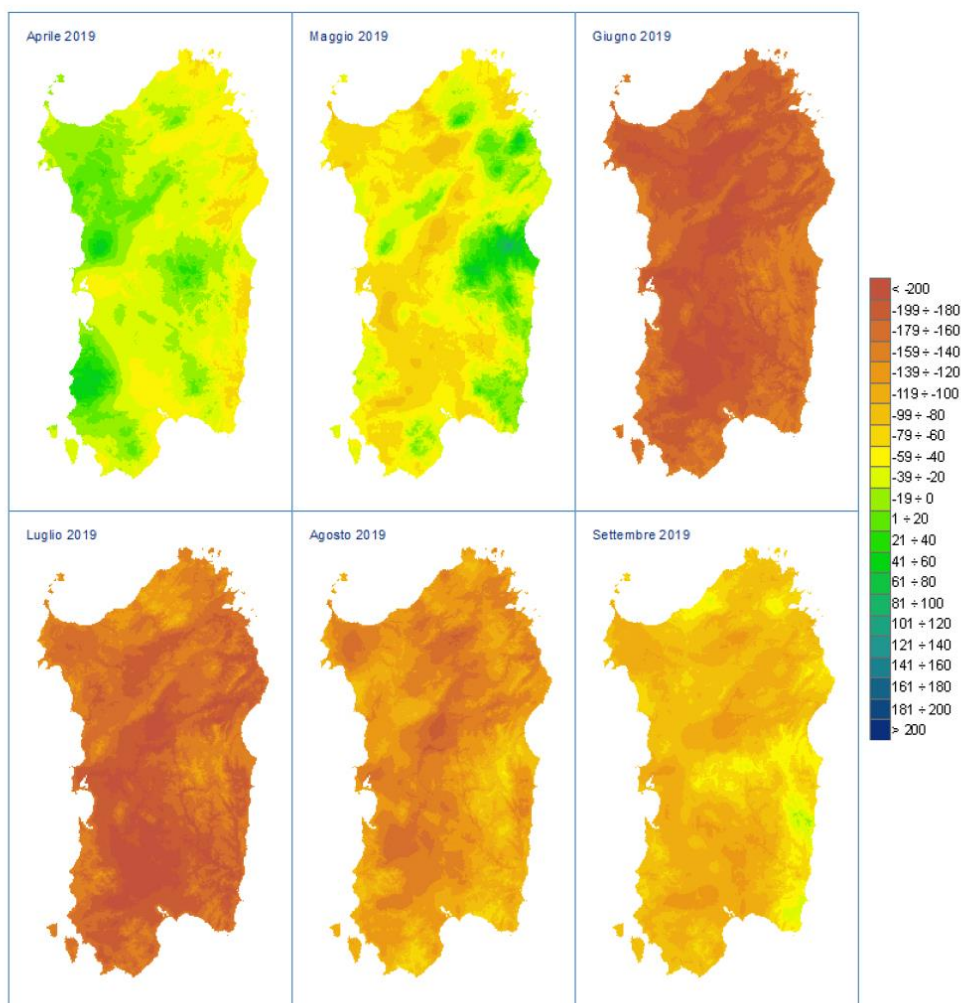 Aprile 2019
Maggio 2019
Giugno 2019
Luglio 2019
Agosto 2019
Settembre 2019
< -200
-199 ÷ -180
-179 ÷ -160
-159 ÷ -140
-139 ÷ -120
-119 ÷ -100
-99 ÷ -80
-79 ÷ -60
-59 ÷ -40
-39 ÷ -20
-19 ÷ 0
1 ÷ 20
21 ÷ 40
41 ÷ 60
61 ÷ 80
81 ÷ 100
101 ÷ 120
121 ÷ 140
141 ÷ 160
161 ÷ 180
181 ÷ 200
> 200